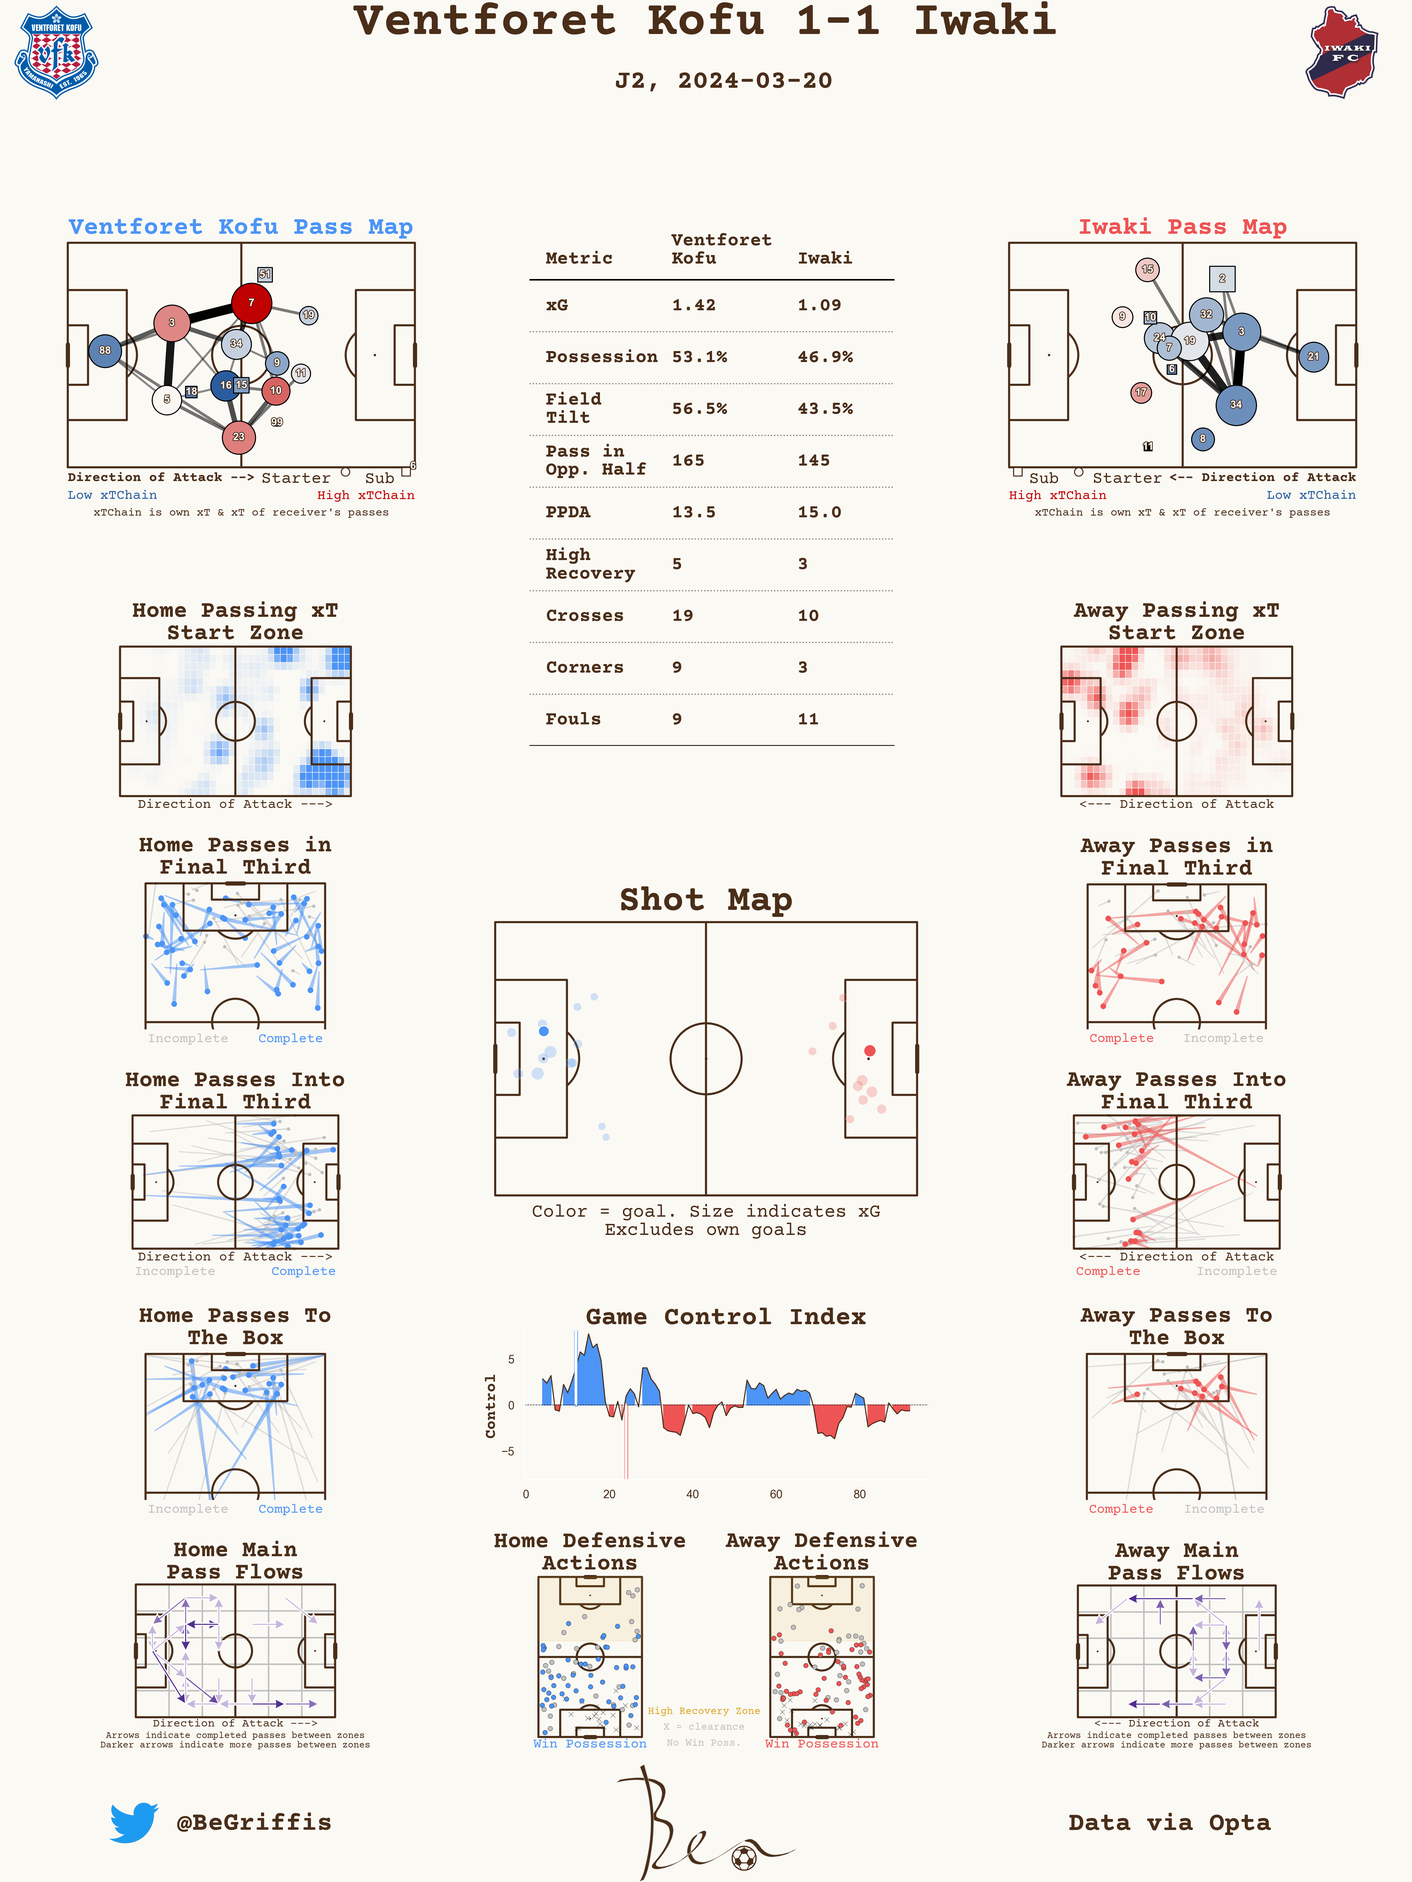 Ventforet Kofu 1-1 Iwaki
J2, 2024-03-20
VENTFORET KOFU
vfk
YAMANASHI EST. 1965
IWAKI
FC
Ventforet Kofu Pass Map
51
7
19
3
34
88
9
11
16
15
10
18
5
99
23
6
Direction of Attack --> Starter Sub
Low xTChain High xTChain
xTChain is own xT & xT of receiver's passes
Metric Ventforet Kofu Iwaki
xG 1.42 1.09
Possession 53.1% 46.9%
Field Tilt 56.5% 43.5%
Pass in Opp. Half 165 145
PPDA 13.5 15.0
High Recovery 5 3
Crosses 19 10
Corners 9 3
Fouls 9 11
Iwaki Pass Map
15
2
9
10
32
3
24
7
19
21
6
17
34
8
11
Sub Starter <-- Direction of Attack
High xTChain Low xTChain
xTChain is own xT & xT of receiver's passes
Home Passing xT
Start Zone
Direction of Attack --->
Away Passing xT
Start Zone
<--- Direction of Attack
Home Passes in
Final Third
Incomplete Complete
Away Passes in
Final Third
Complete Incomplete
Shot Map
Color = goal. Size indicates xG
Excludes own goals
Home Passes Into
Final Third
Direction of Attack --->
Incomplete Complete
Away Passes Into
Final Third
<--- Direction of Attack
Complete Incomplete
Home Passes To
The Box
Incomplete Complete
Game Control Index
Control
5
0
−5
0 20 40 60 80
Away Passes To
The Box
Complete Incomplete
Home Main
Pass Flows
Direction of Attack --->
Arrows indicate completed passes between zones
Darker arrows indicate more passes between zones
Home Defensive
Actions
Win Possession
High Recovery Zone
X = clearance
No Win Poss.
Away Defensive
Actions
Win Possession
Away Main
Pass Flows
<--- Direction of Attack
Arrows indicate completed passes between zones
Darker arrows indicate more passes between zones
@BeGriffis
Ben
Data via Opta